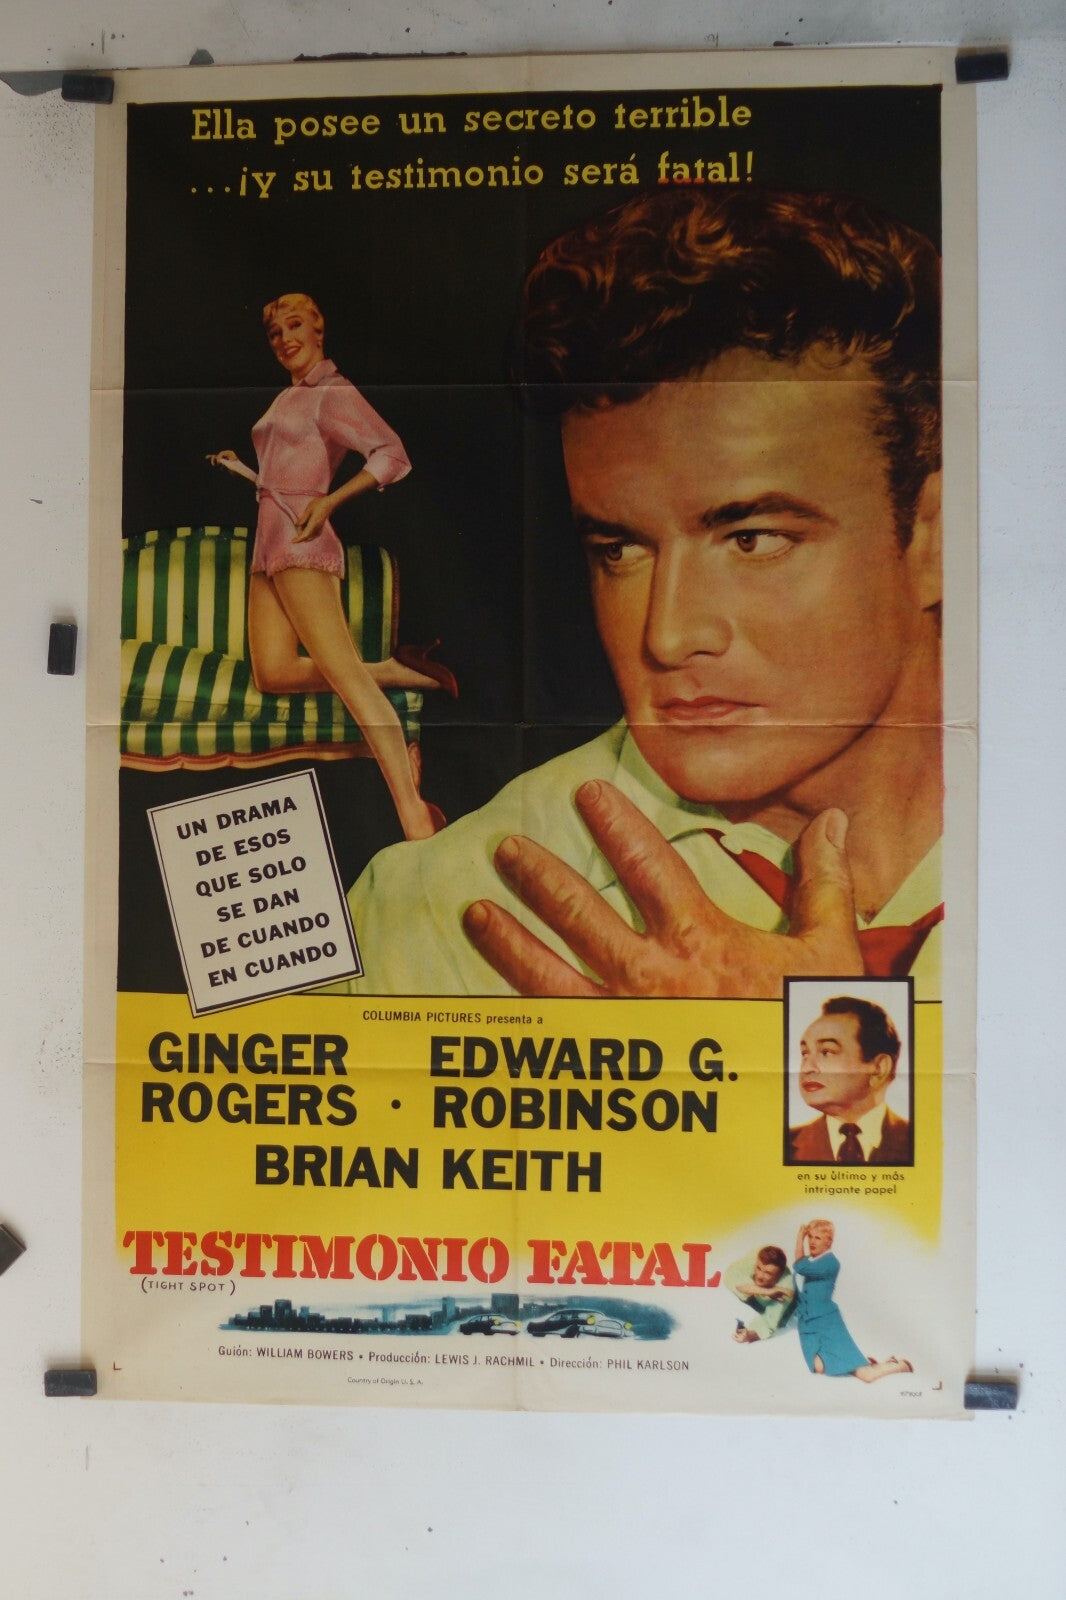 Ella posee un secreto terrible
...¡y su testimonio será fatal!
UN DRAMA
DE ESOS
QUE SOLO
SE DAN
DE CUANDO
EN CUANDO
COLUMBIA PICTURES presenta a
GINGER
ROGERS •
EDWARD G.
ROBINSON
BRIAN KEITH
en su último y más
intrigante papel
TESTIMONIO FATAL
(TIGHT SPOT)
Guión: WILLIAM BOWERS • Producción: LEWIS J. RACHMIL • Dirección: PHIL KARLSON
Country of Origin U. S. A.